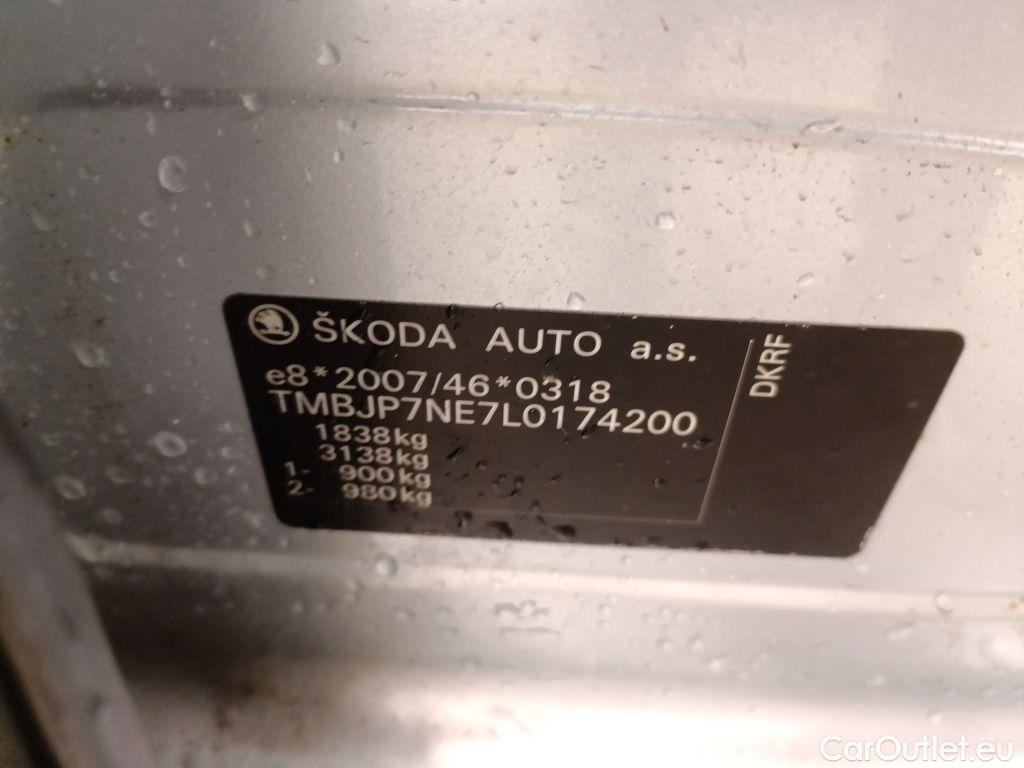 ŠKODA AUTO a.s.
e8*2007/46*0318
TMBJP7NE7L0174200
1838kg
3138kg
1- 900kg
2- 980kg
DKRF
CarOutlet.eu